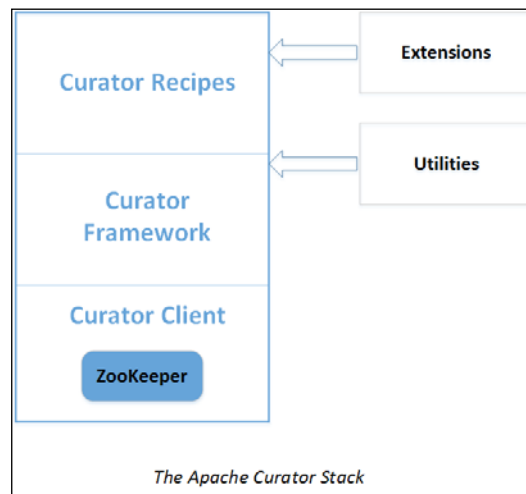 Curator Recipes
Extensions
Utilities
Curator
Framework
Curator Client
ZooKeeper
The Apache Curator Stack